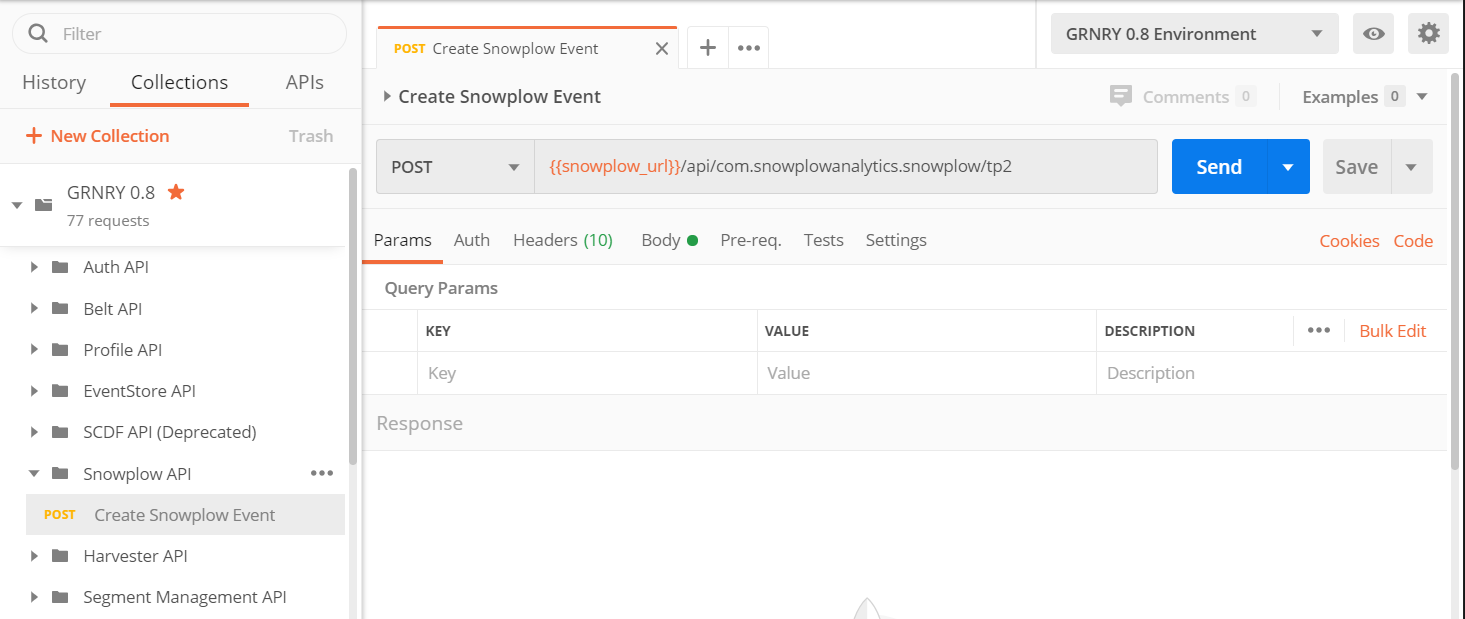 Filter
History Collections APIs
+ New Collection Trash
GRNRY 0.8
77 requests
Auth API
Belt API
Profile API
EventStore API
SCDF API (Deprecated)
Snowplow API
POST Create Snowplow Event
Harvester API
Segment Management API
POST Create Snowplow Event
GRNRY 0.8 Environment
Create Snowplow Event
Comments 0 Examples 0
POST {{snowplow_url}}/api/com.snowplowanalytics.snowplow/tp2 Send Save
Params Auth Headers (10) Body Pre-req. Tests Settings Cookies Code
Query Params
KEY VALUE DESCRIPTION Bulk Edit
Key Value Description
Response